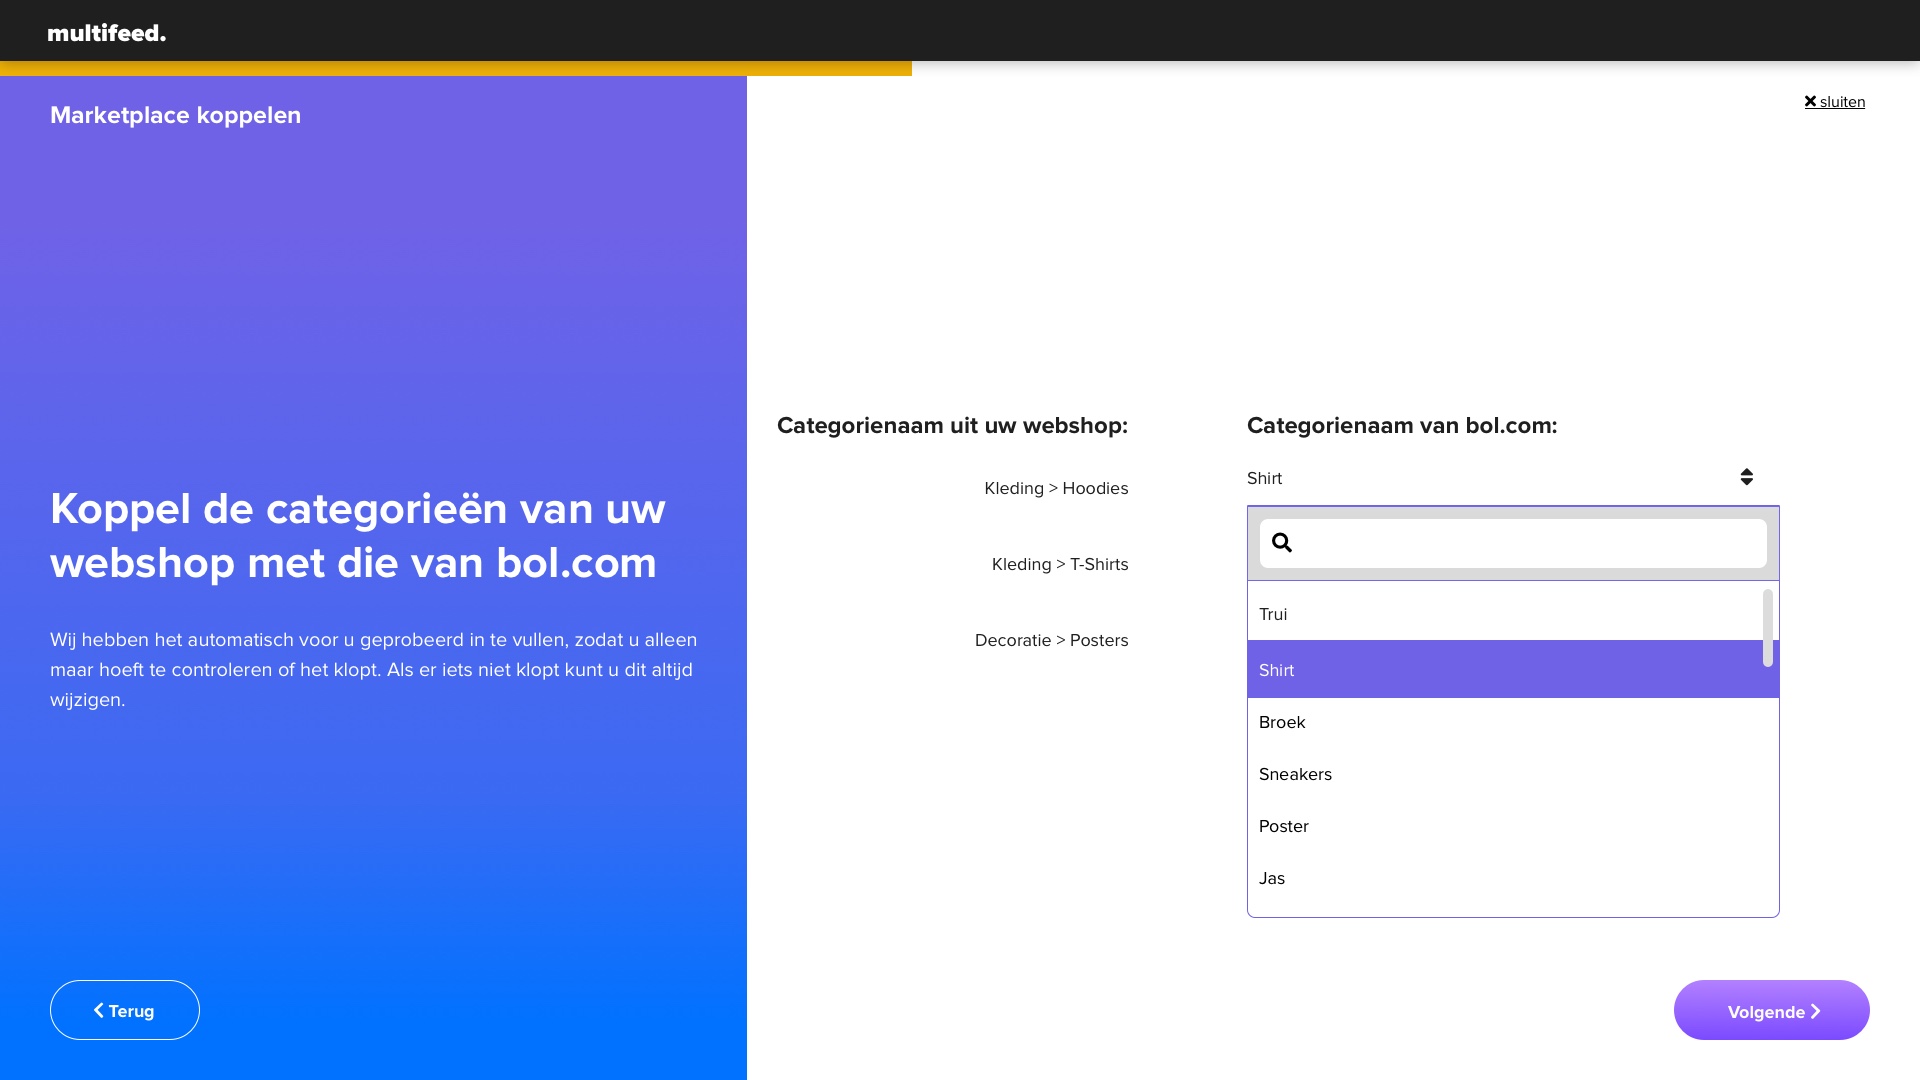 multifeed.
Marketplace koppelen
sluiten
Koppel de categorieën van uw
webshop met die van bol.com
Wij hebben het automatisch voor u geprobeerd in te vullen, zodat u alleen
maar hoeft te controleren of het klopt. Als er iets niet klopt kunt u dit altijd
wijzigen.
Terug
Categorienaam uit uw webshop:
Kleding > Hoodies
Kleding > T-Shirts
Decoratie > Posters
Categorienaam van bol.com:
Shirt
Trui
Shirt
Broek
Sneakers
Poster
Jas
Volgende